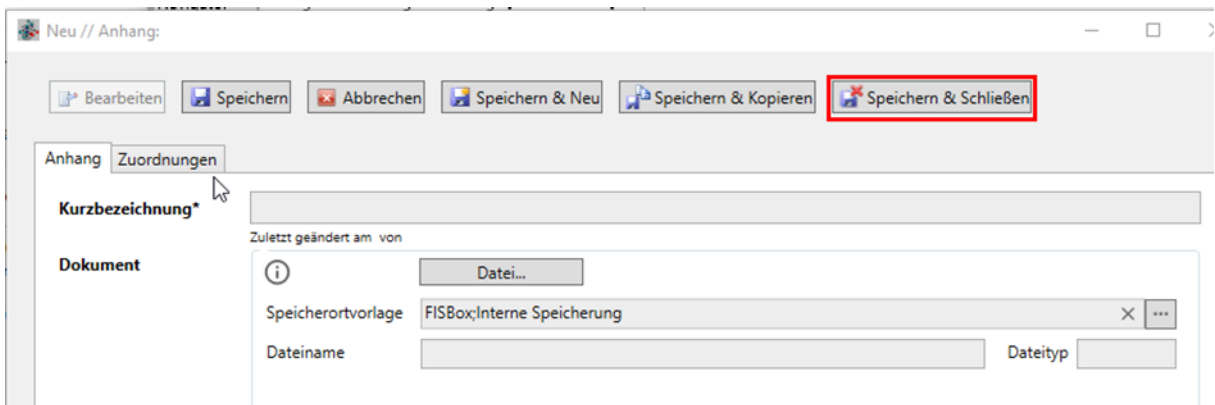 Neu // Anhang:
Bearbeiten Speichern Abbrechen Speichern & Neu Speichern & Kopieren Speichern & Schließen
Anhang Zuordnungen
Kurzbezeichnung*
Zuletzt geändert am von
Dokument Datei...
Speicherortvorlage FISBox;Interne Speicherung
Dateiname Dateityp